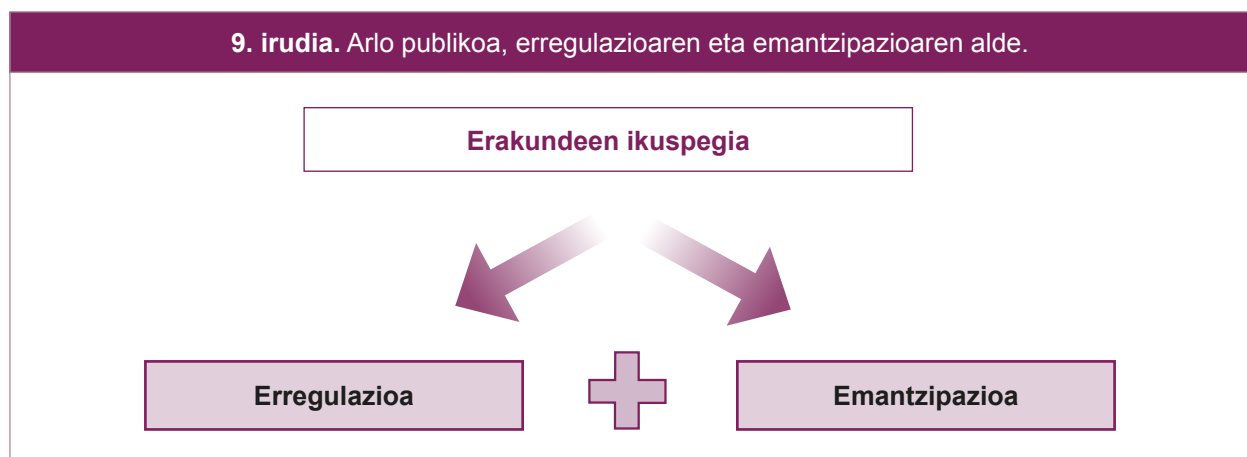 9. irudia. Arlo publikoa, erregulazioaren eta emantzipazioaren alde.
Erakundeen ikuspegia
Erregulazioa
Emantzipazioa